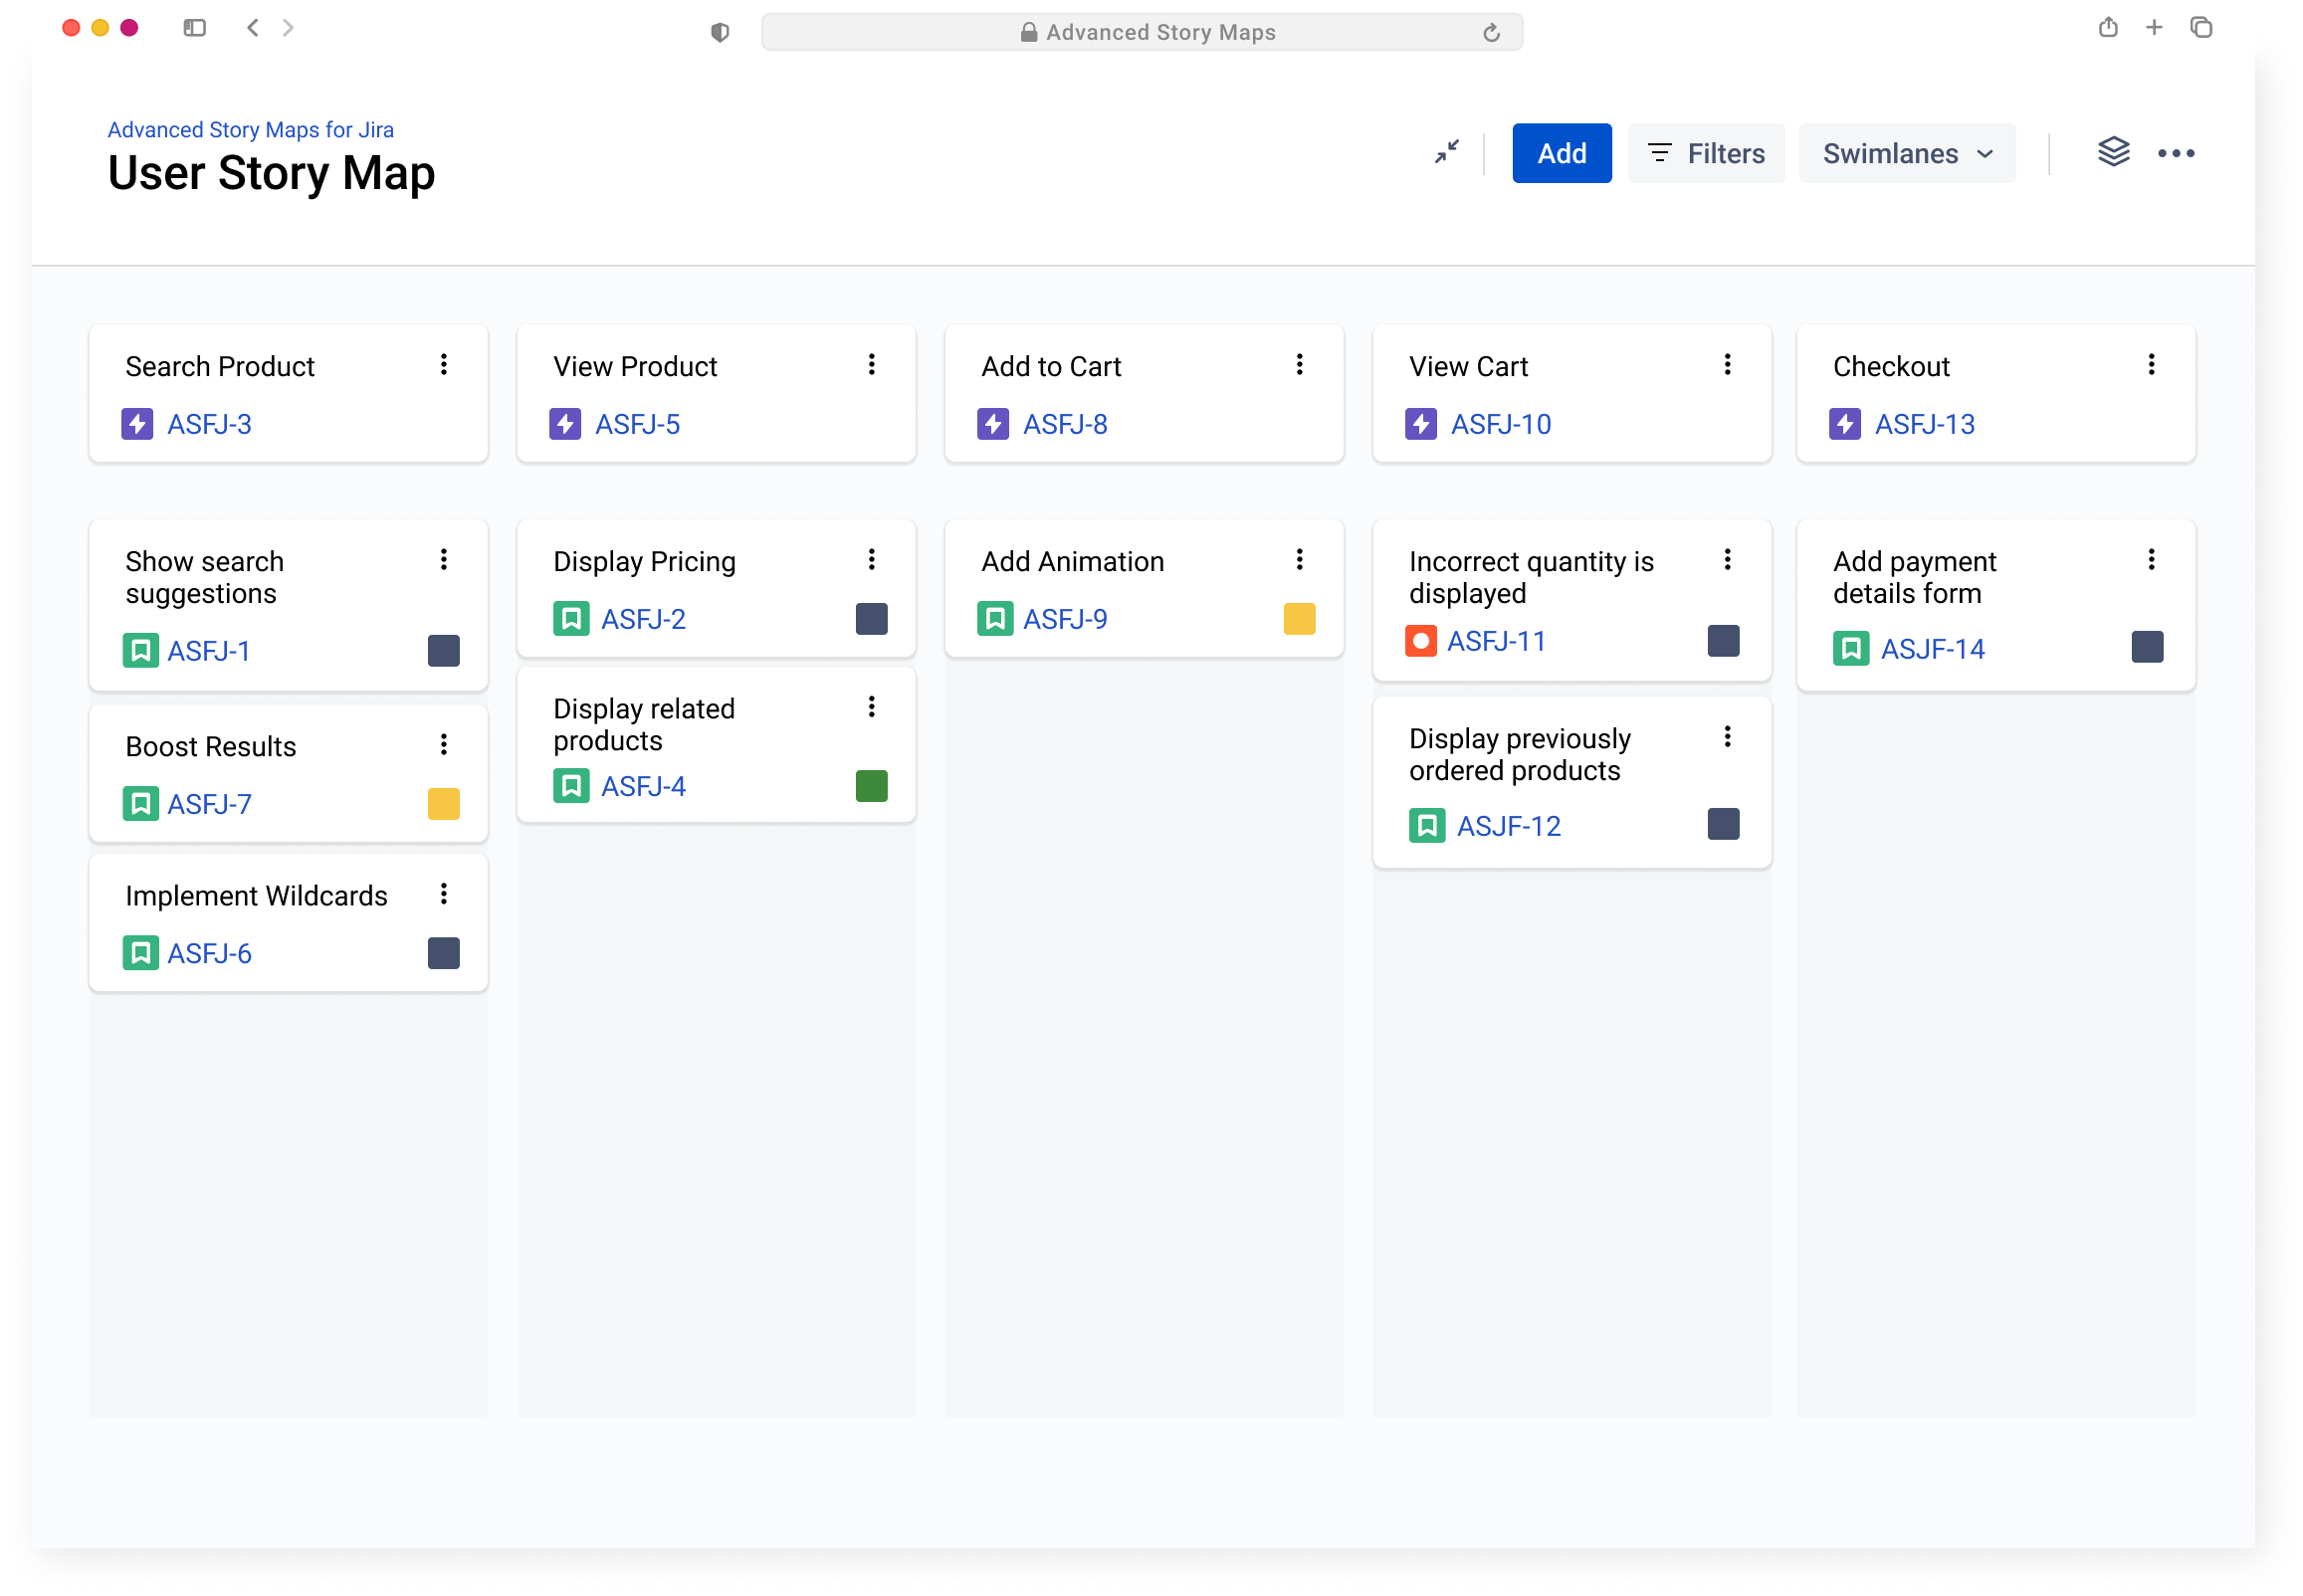 Advanced Story Maps
Advanced Story Maps for Jira
User Story Map
Add
Filters
Swimlanes
Search Product
ASFJ-3
View Product
ASFJ-5
Add to Cart
ASFJ-8
View Cart
ASFJ-10
Checkout
ASFJ-13
Show search
suggestions
ASFJ-1
Boost Results
ASFJ-7
Implement Wildcards
ASFJ-6
Display Pricing
ASFJ-2
Display related
products
ASFJ-4
Add Animation
ASFJ-9
Incorrect quantity is
displayed
ASFJ-11
Display previously
ordered products
ASJF-12
Add payment
details form
ASJF-14